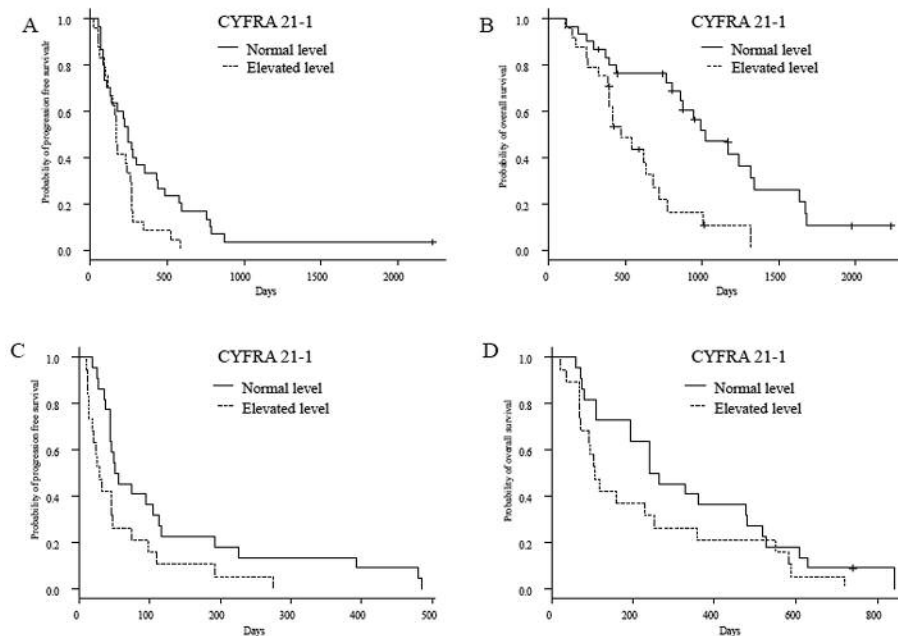 A
CYFRA 21-1
Normal level
Elevated level
Probability of progression free survivalr
1.0
0.8
0.6
0.4
0.2
0.0
0 500 1000 1500 2000
Days
B
CYFRA 21-1
Normal level
Elevated level
Probability of overall survival
1.0
0.8
0.6
0.4
0.2
0.0
0 500 1000 1500 2000
Days
C
CYFRA 21-1
Normal level
Elevated level
Probability of progression free survival
1.0
0.8
0.6
0.4
0.2
0.0
0 100 200 300 400 500
Days
D
CYFRA 21-1
Normal level
Elevated level
Probability of overall survival
1.0
0.8
0.6
0.4
0.2
0.0
0 200 400 600 800
Days